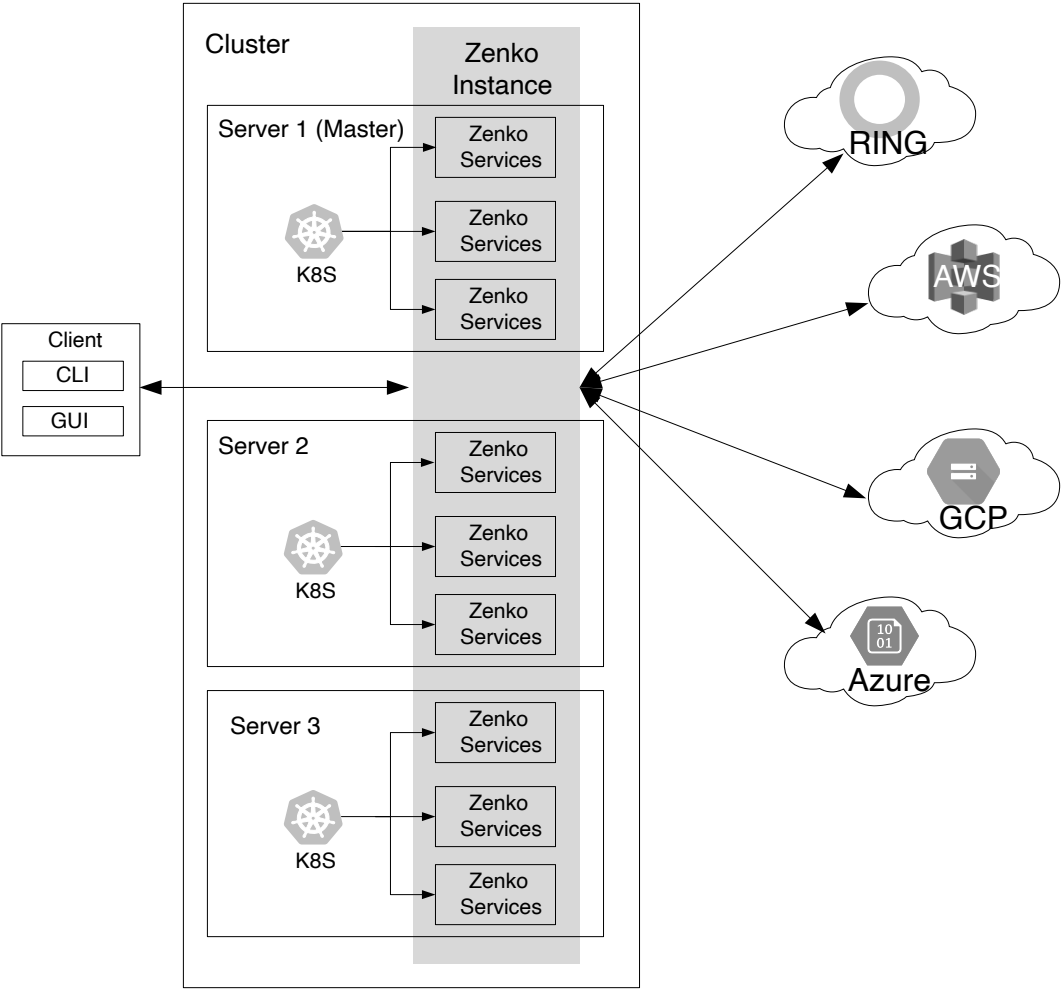 Cluster
Zenko
Instance
Server 1 (Master)
Zenko
Services
Zenko
Services
K8S
Zenko
Services
Client
CLI
GUI
Server 2
Zenko
Services
Zenko
Services
K8S
Zenko
Services
Server 3
Zenko
Services
Zenko
Services
K8S
Zenko
Services
RING
AWS
GCP
10
01
Azure